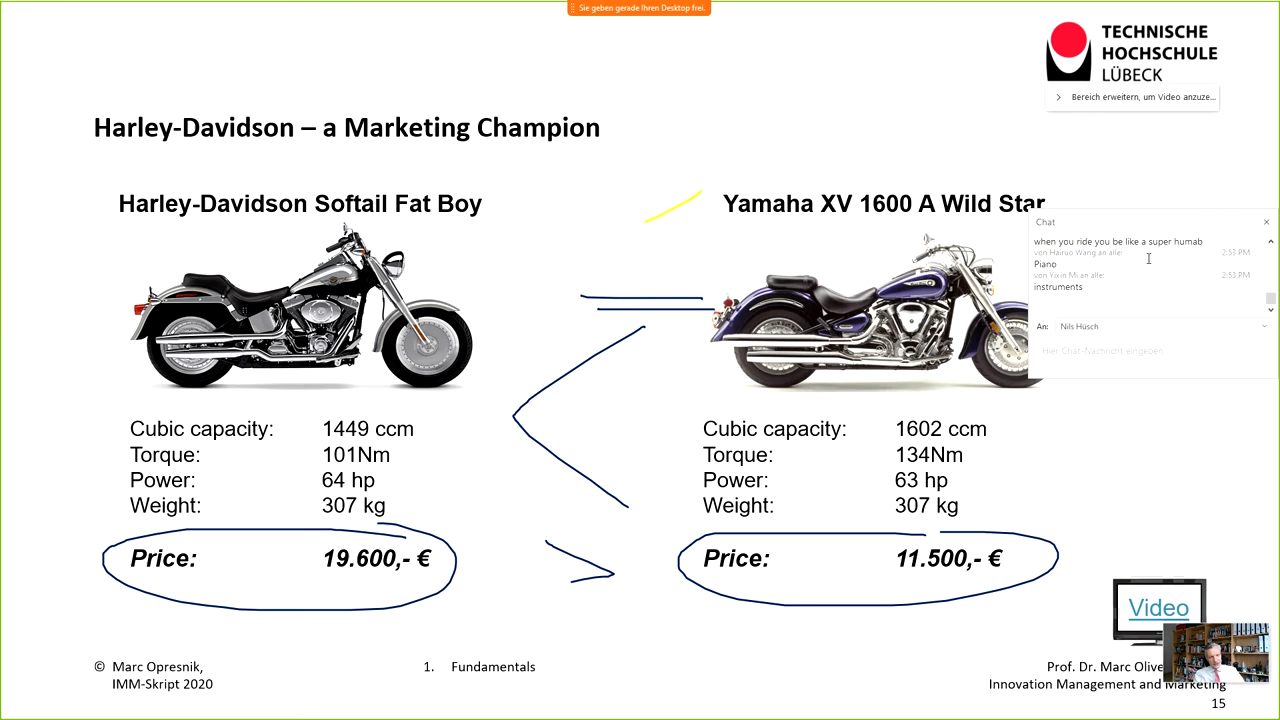 Sie geben gerade Ihren Desktop frei.
TECHNISCHE
HOCHSCHULE
LÜBECK
Bereich erweitern, um Video anzuze...
Harley-Davidson – a Marketing Champion
Harley-Davidson Softail Fat Boy
Yamaha XV 1600 A Wild Star
Chat
when you ride you be like a super humab
von Hairuo Wang an alle:
2:53 PM
Piano
von Yixin Mi an alle:
2:53 PM
instruments
An: Nils Hüsch
Hier Chat-Nachricht eingeben
Cubic capacity: 1449 ccm
Torque: 101Nm
Power: 64 hp
Weight: 307 kg
Price: 19.600,- €
Cubic capacity: 1602 ccm
Torque: 134Nm
Power: 63 hp
Weight: 307 kg
Price: 11.500,- €
Video
© Marc Opresnik,
IMM-Skript 2020
1. Fundamentals
Prof. Dr. Marc Olive
Innovation Management and Marketing
15